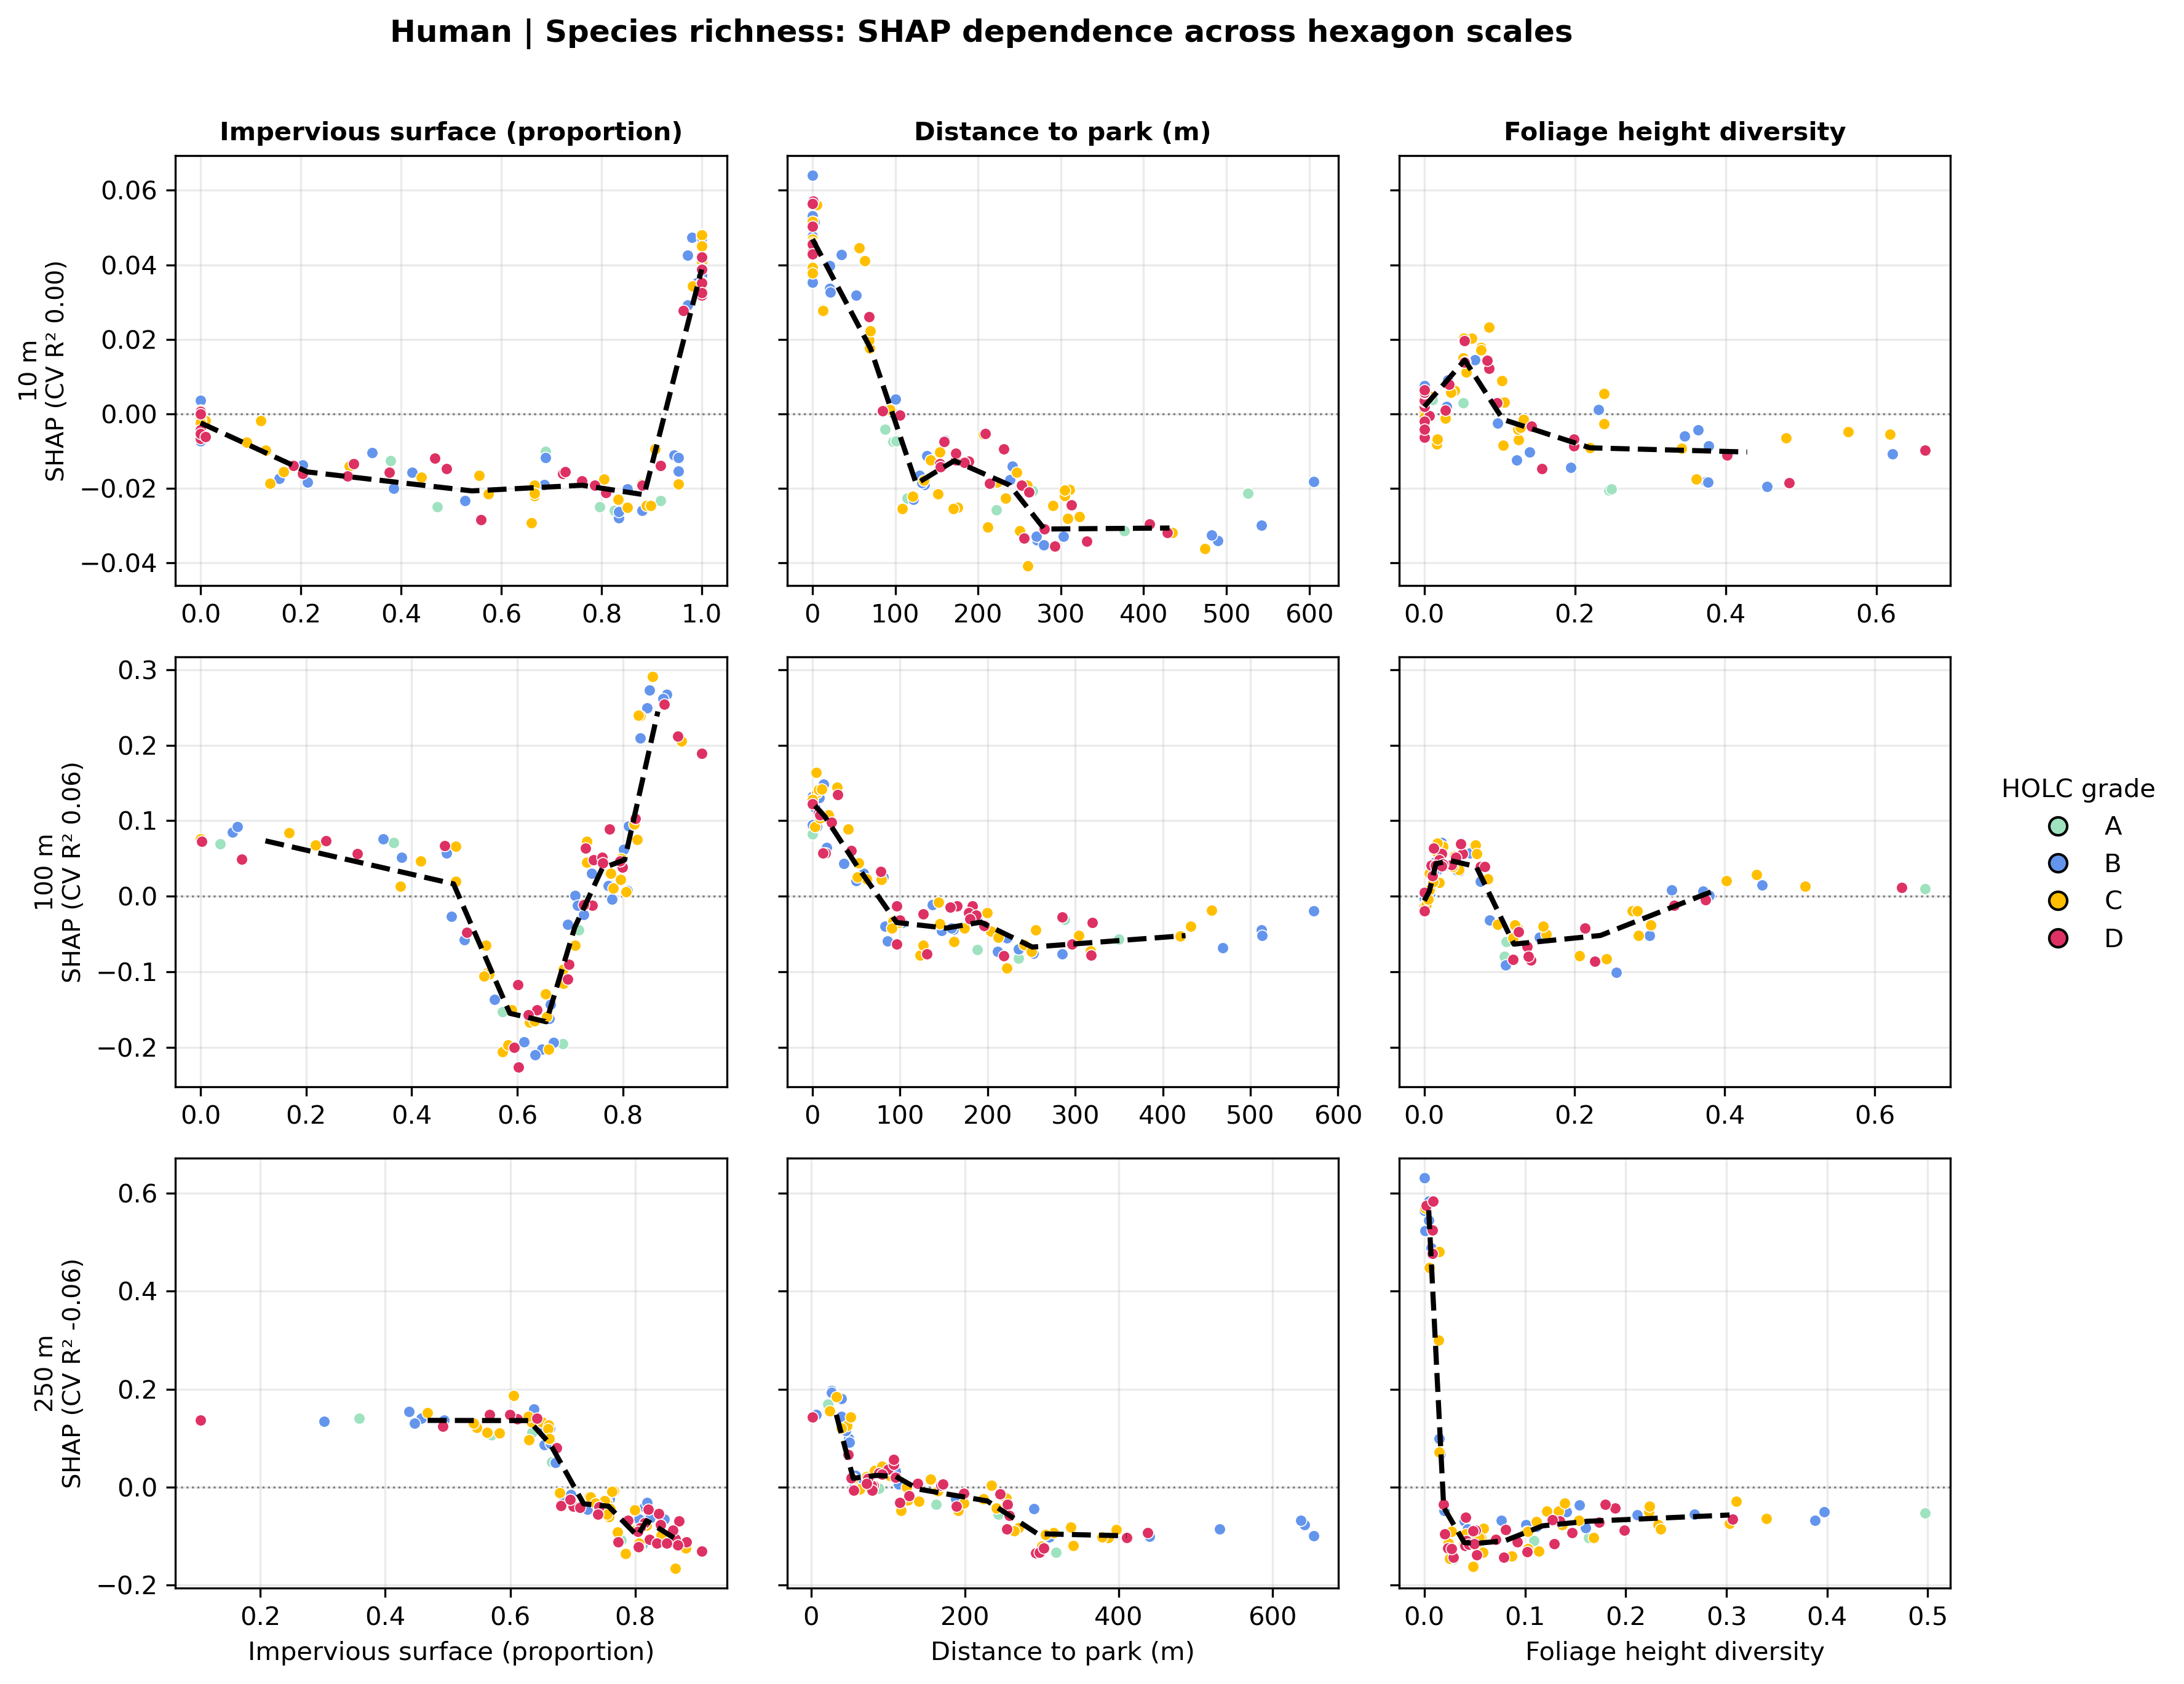 Human | Species richness: SHAP dependence across hexagon scales
Impervious surface (proportion)
Distance to park (m)
Foliage height diversity
10 m
SHAP (CV R² 0.00)
0.06
0.04
0.02
0.00
−0.02
−0.04
0.0 0.2 0.4 0.6 0.8 1.0
0 100 200 300 400 500 600
0.0 0.2 0.4 0.6
100 m
SHAP (CV R² 0.06)
0.3
0.2
0.1
0.0
−0.1
−0.2
0.0 0.2 0.4 0.6 0.8
0 100 200 300 400 500 600
0.0 0.2 0.4 0.6
HOLC grade
A
B
C
D
250 m
SHAP (CV R² -0.06)
0.6
0.4
0.2
0.0
−0.2
0.2 0.4 0.6 0.8
0 200 400 600
0.0 0.1 0.2 0.3 0.4 0.5
Impervious surface (proportion)
Distance to park (m)
Foliage height diversity